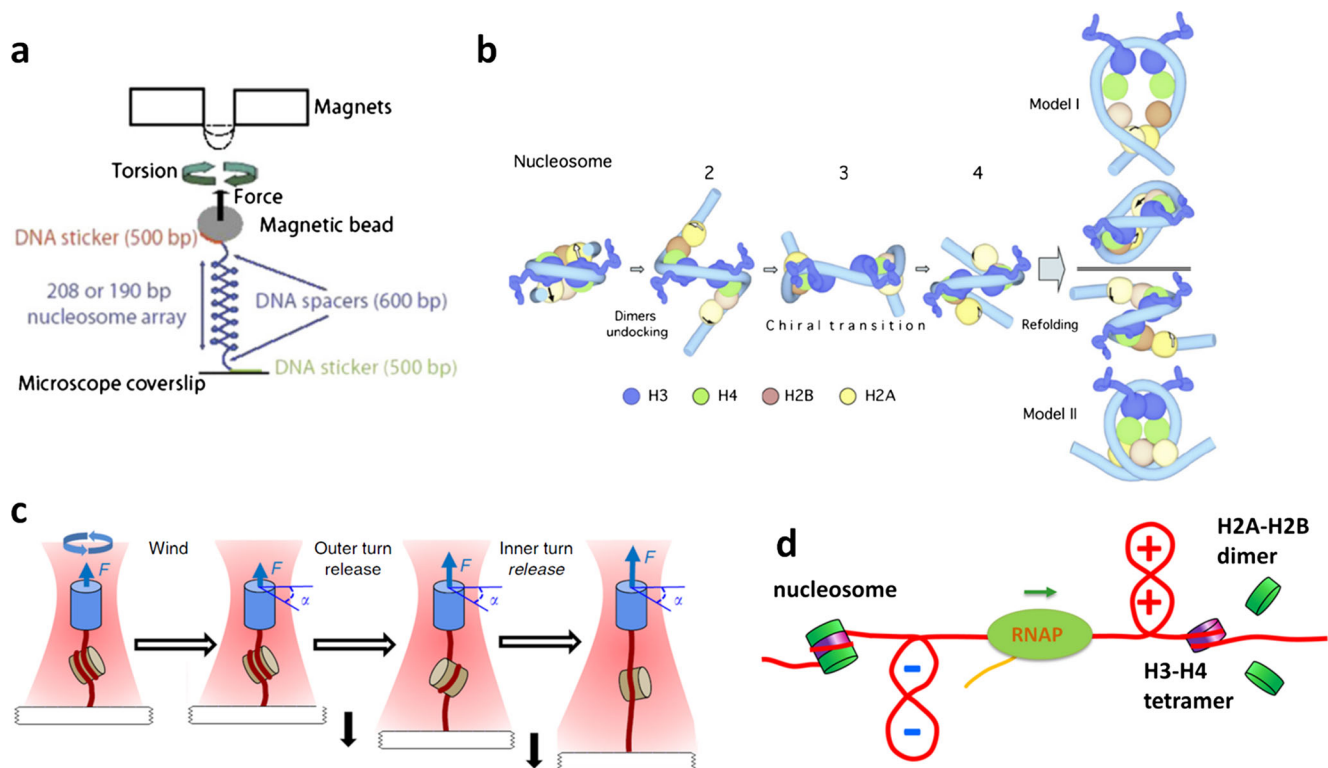 a
Magnets
Torsion
Force
Magnetic bead
DNA sticker (500 bp)
208 or 190 bp
nucleosome array
DNA spacers (600 bp)
DNA sticker (500 bp)
Microscope coverslip
b
Nucleosome
2
3
4
Model I
Dimers
undocking
Chiral transition
Refolding
H3
H4
H2B
H2A
Model II
c
F
Wind
F
α
Outer turn
release
F
α
Inner turn
release
F
α
d
nucleosome
RNAP
+
+
-
-
H2A-H2B
dimer
H3-H4
tetramer